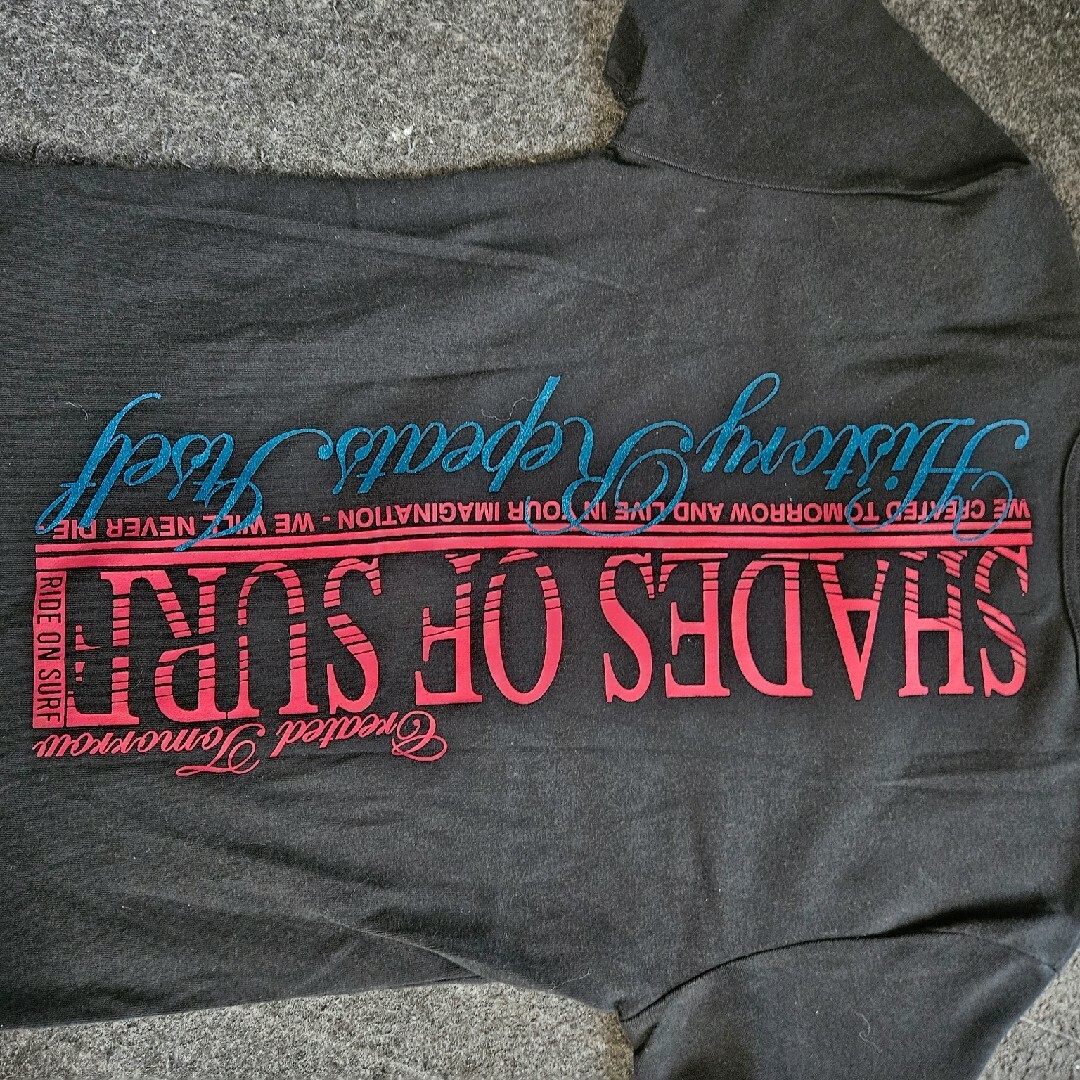 Created Tomorrow
SHADES OF SURF
RIDE ON SURF
WE CREATED TOMORROW AND LIVE IN YOUR IMAGINATION - WE WILL NEVER DIE.
History Repeats Itself